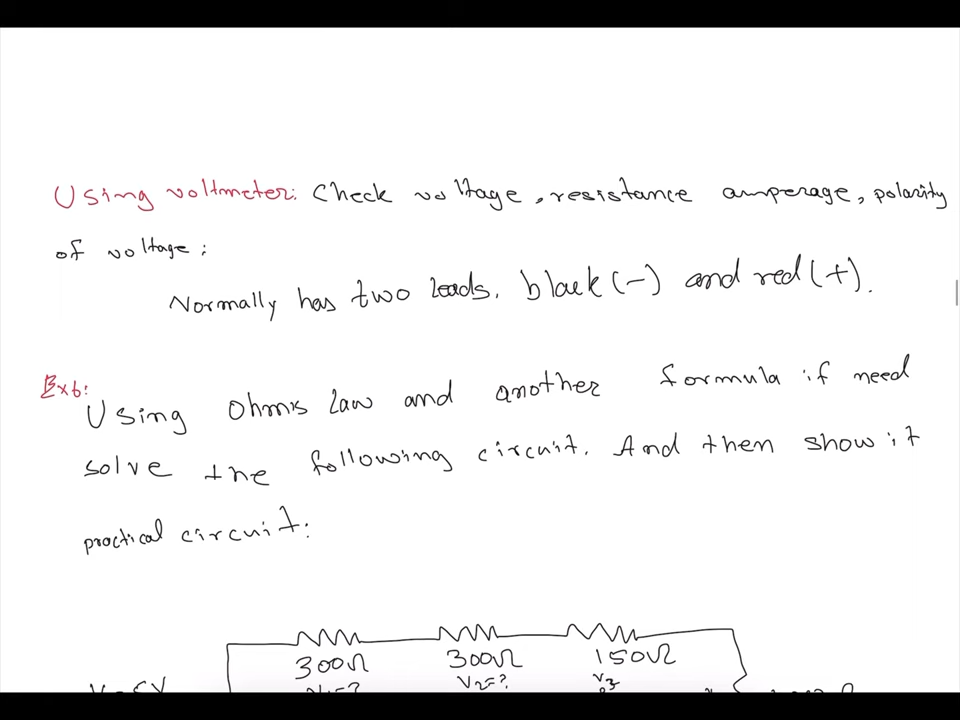 Using voltmeter: Check voltage, resistance amperage, polarity
of voltage:
Normally has two leads. black (-) and red (+).
Ex6:
Using Ohms law and another formula if need
solve the following circuit. And then show it
practical circuit:
300Ω 300Ω 150Ω
V2=? V3